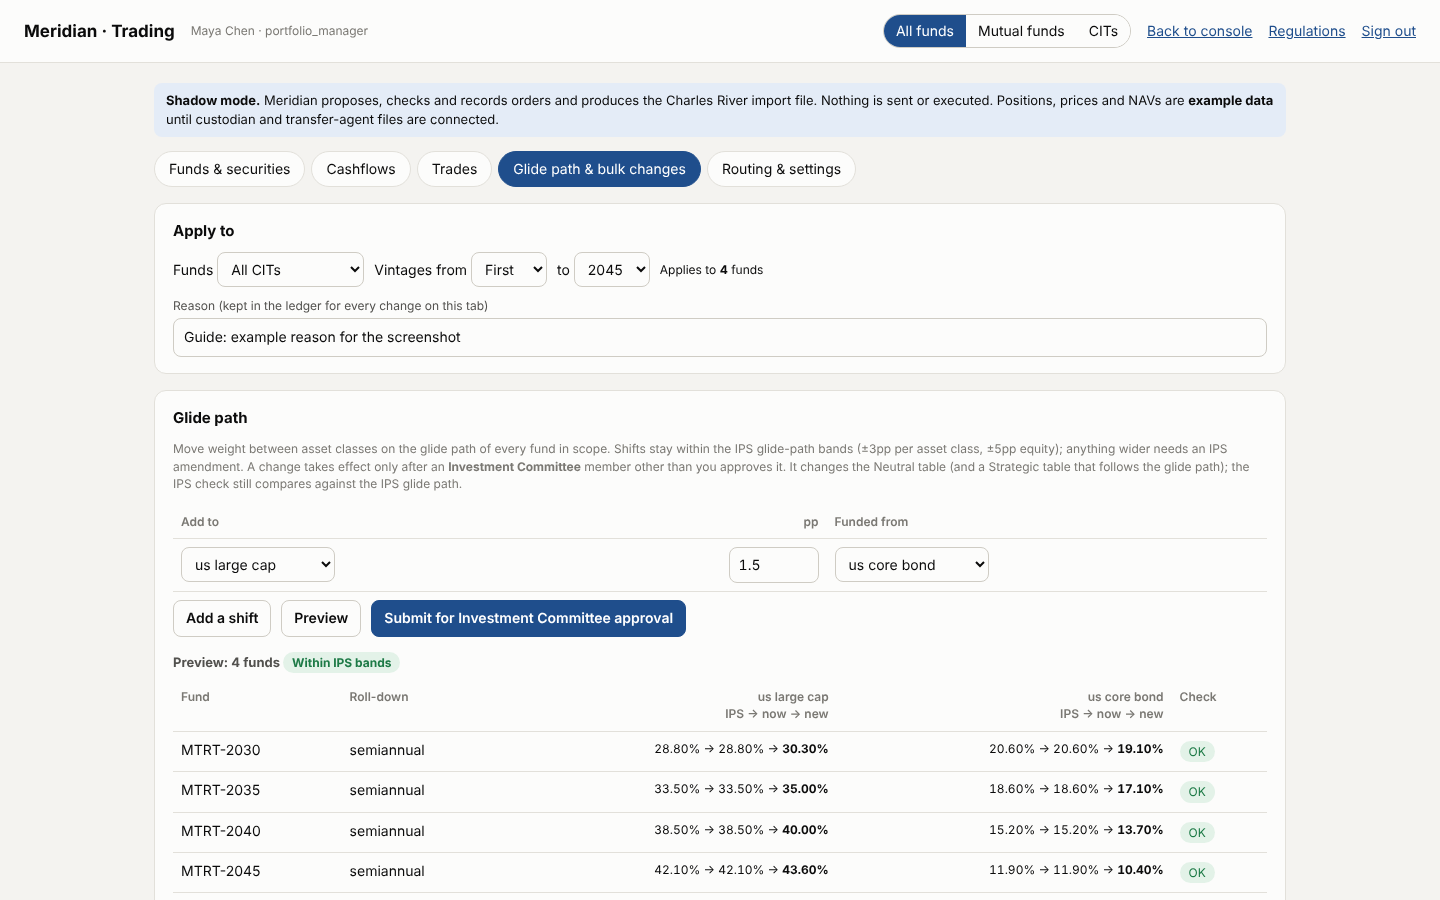 Meridian · Trading Maya Chen · portfolio_manager All funds Mutual funds CITs Back to console Regulations Sign out
Shadow mode. Meridian proposes, checks and records orders and produces the Charles River import file. Nothing is sent or executed. Positions, prices and NAVs are example data
until custodian and transfer-agent files are connected.
Funds & securities Cashflows Trades Glide path & bulk changes Routing & settings
Apply to
Funds All CITs Vintages from First to 2045 Applies to 4 funds
Reason (kept in the ledger for every change on this tab)
Guide: example reason for the screenshot
Glide path
Move weight between asset classes on the glide path of every fund in scope. Shifts stay within the IPS glide-path bands (±3pp per asset class, ±5pp equity); anything wider needs an IPS
amendment. A change takes effect only after an Investment Committee member other than you approves it. It changes the Neutral table (and a Strategic table that follows the glide path); the
IPS check still compares against the IPS glide path.
Add to pp Funded from
us large cap 1.5 us core bond
Add a shift Preview Submit for Investment Committee approval
Preview: 4 funds Within IPS bands
Fund Roll-down us large cap us core bond Check
IPS → now → new IPS → now → new
MTRT-2030 semiannual 28.80% → 28.80% → 30.30% 20.60% → 20.60% → 19.10% OK
MTRT-2035 semiannual 33.50% → 33.50% → 35.00% 18.60% → 18.60% → 17.10% OK
MTRT-2040 semiannual 38.50% → 38.50% → 40.00% 15.20% → 15.20% → 13.70% OK
MTRT-2045 semiannual 42.10% → 42.10% → 43.60% 11.90% → 11.90% → 10.40% OK